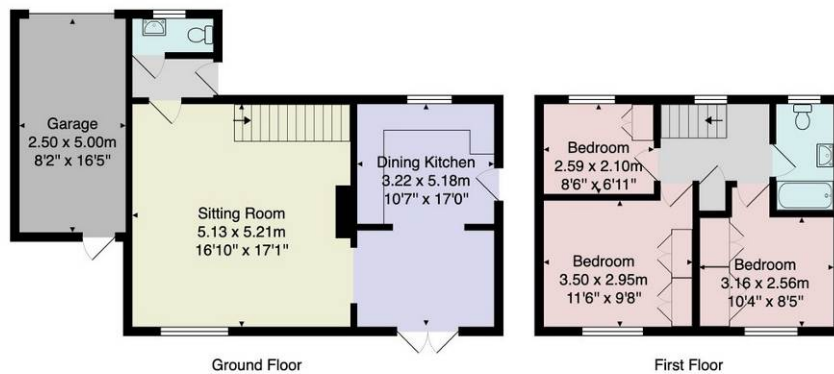 Garage
2.50 x 5.00m
8'2" x 16'5"
Sitting Room
5.13 x 5.21m
16'10" x 17'1"
Dining Kitchen
3.22 x 5.18m
10'7" x 17'0"
Ground Floor
Bedroom
2.59 x 2.10m
8'6" x 6'11"
Bedroom
3.50 x 2.95m
11'6" x 9'8"
Bedroom
3.16 x 2.56m
10'4" x 8'5"
First Floor